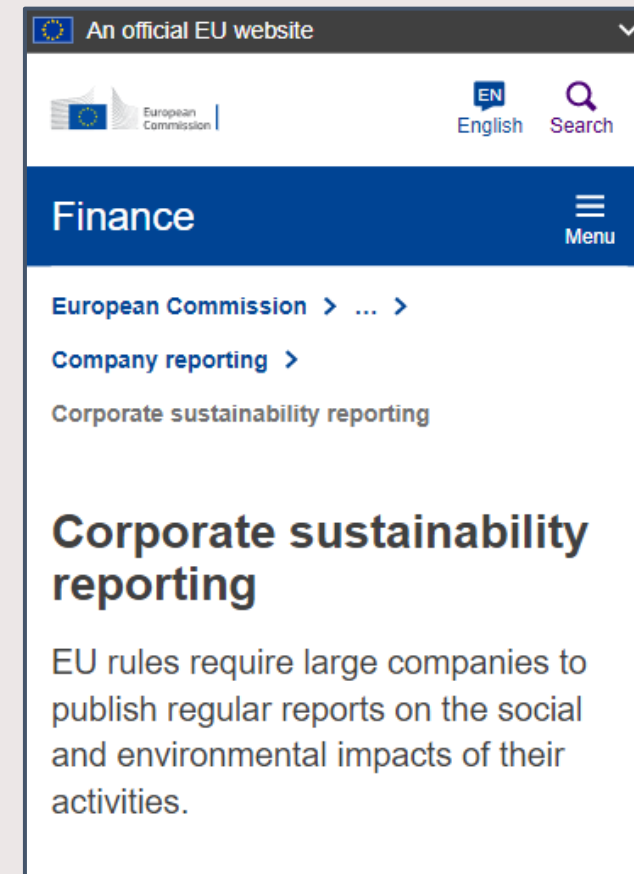 An official EU website
European
Commission
EN
English
Search
Finance
Menu
European Commission > ... >
Company reporting >
Corporate sustainability reporting
Corporate sustainability
reporting
EU rules require large companies to
publish regular reports on the social
and environmental impacts of their
activities.